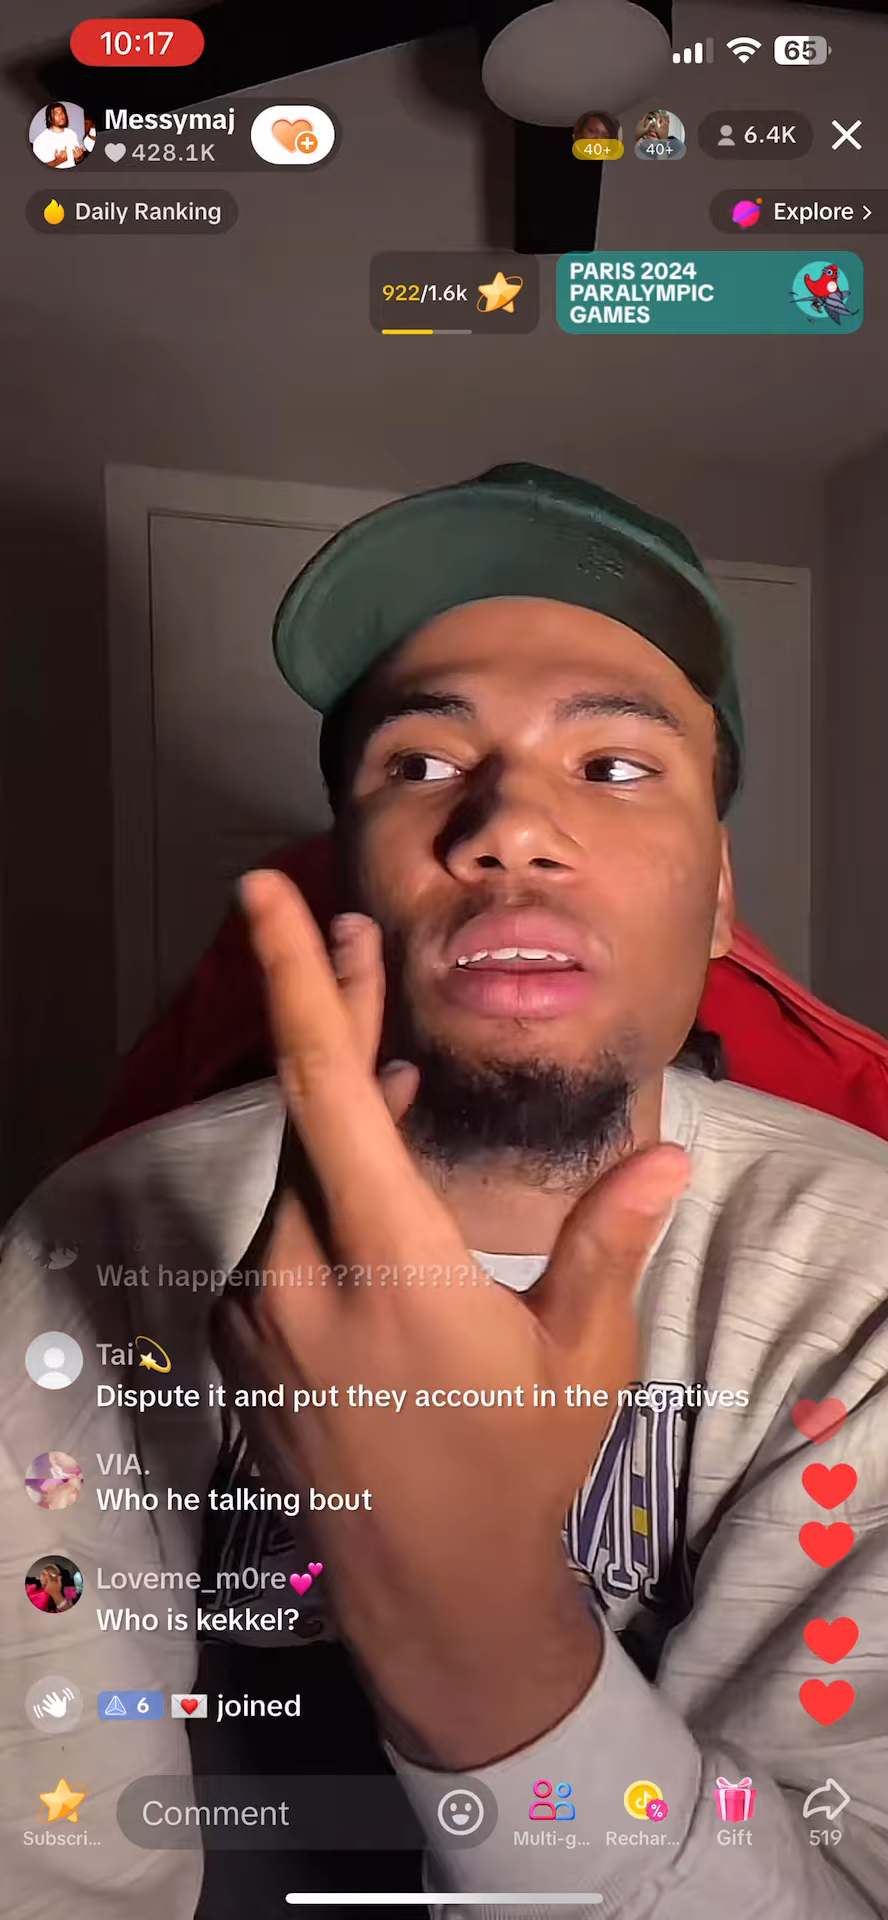 10:17
65
Messymaj
428.1K
40+
40+
6.4K
Daily Ranking
Explore >
922/1.6k
PARIS 2024
PARALYMPIC
GAMES
Wat happennn!!???!?!?!?!?!?
Tai💫
Dispute it and put they account in the negatives
VIA.
Who he talking bout
Loveme_m0re💕
Who is kekkel?
6 💌 joined
Subscri...
Comment
Multi-g...
Rechar...
Gift
519